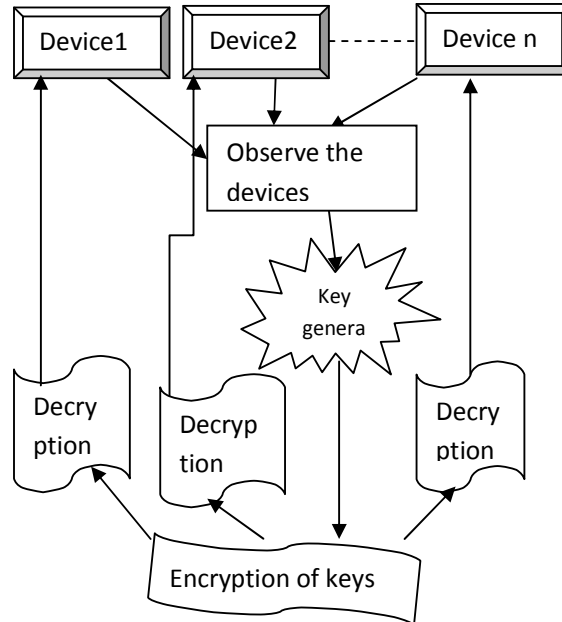 Device1
Device2
Device n
Observe the
devices
Key
genera
Decry
ption
Decryp
tion
Decry
ption
Encryption of keys